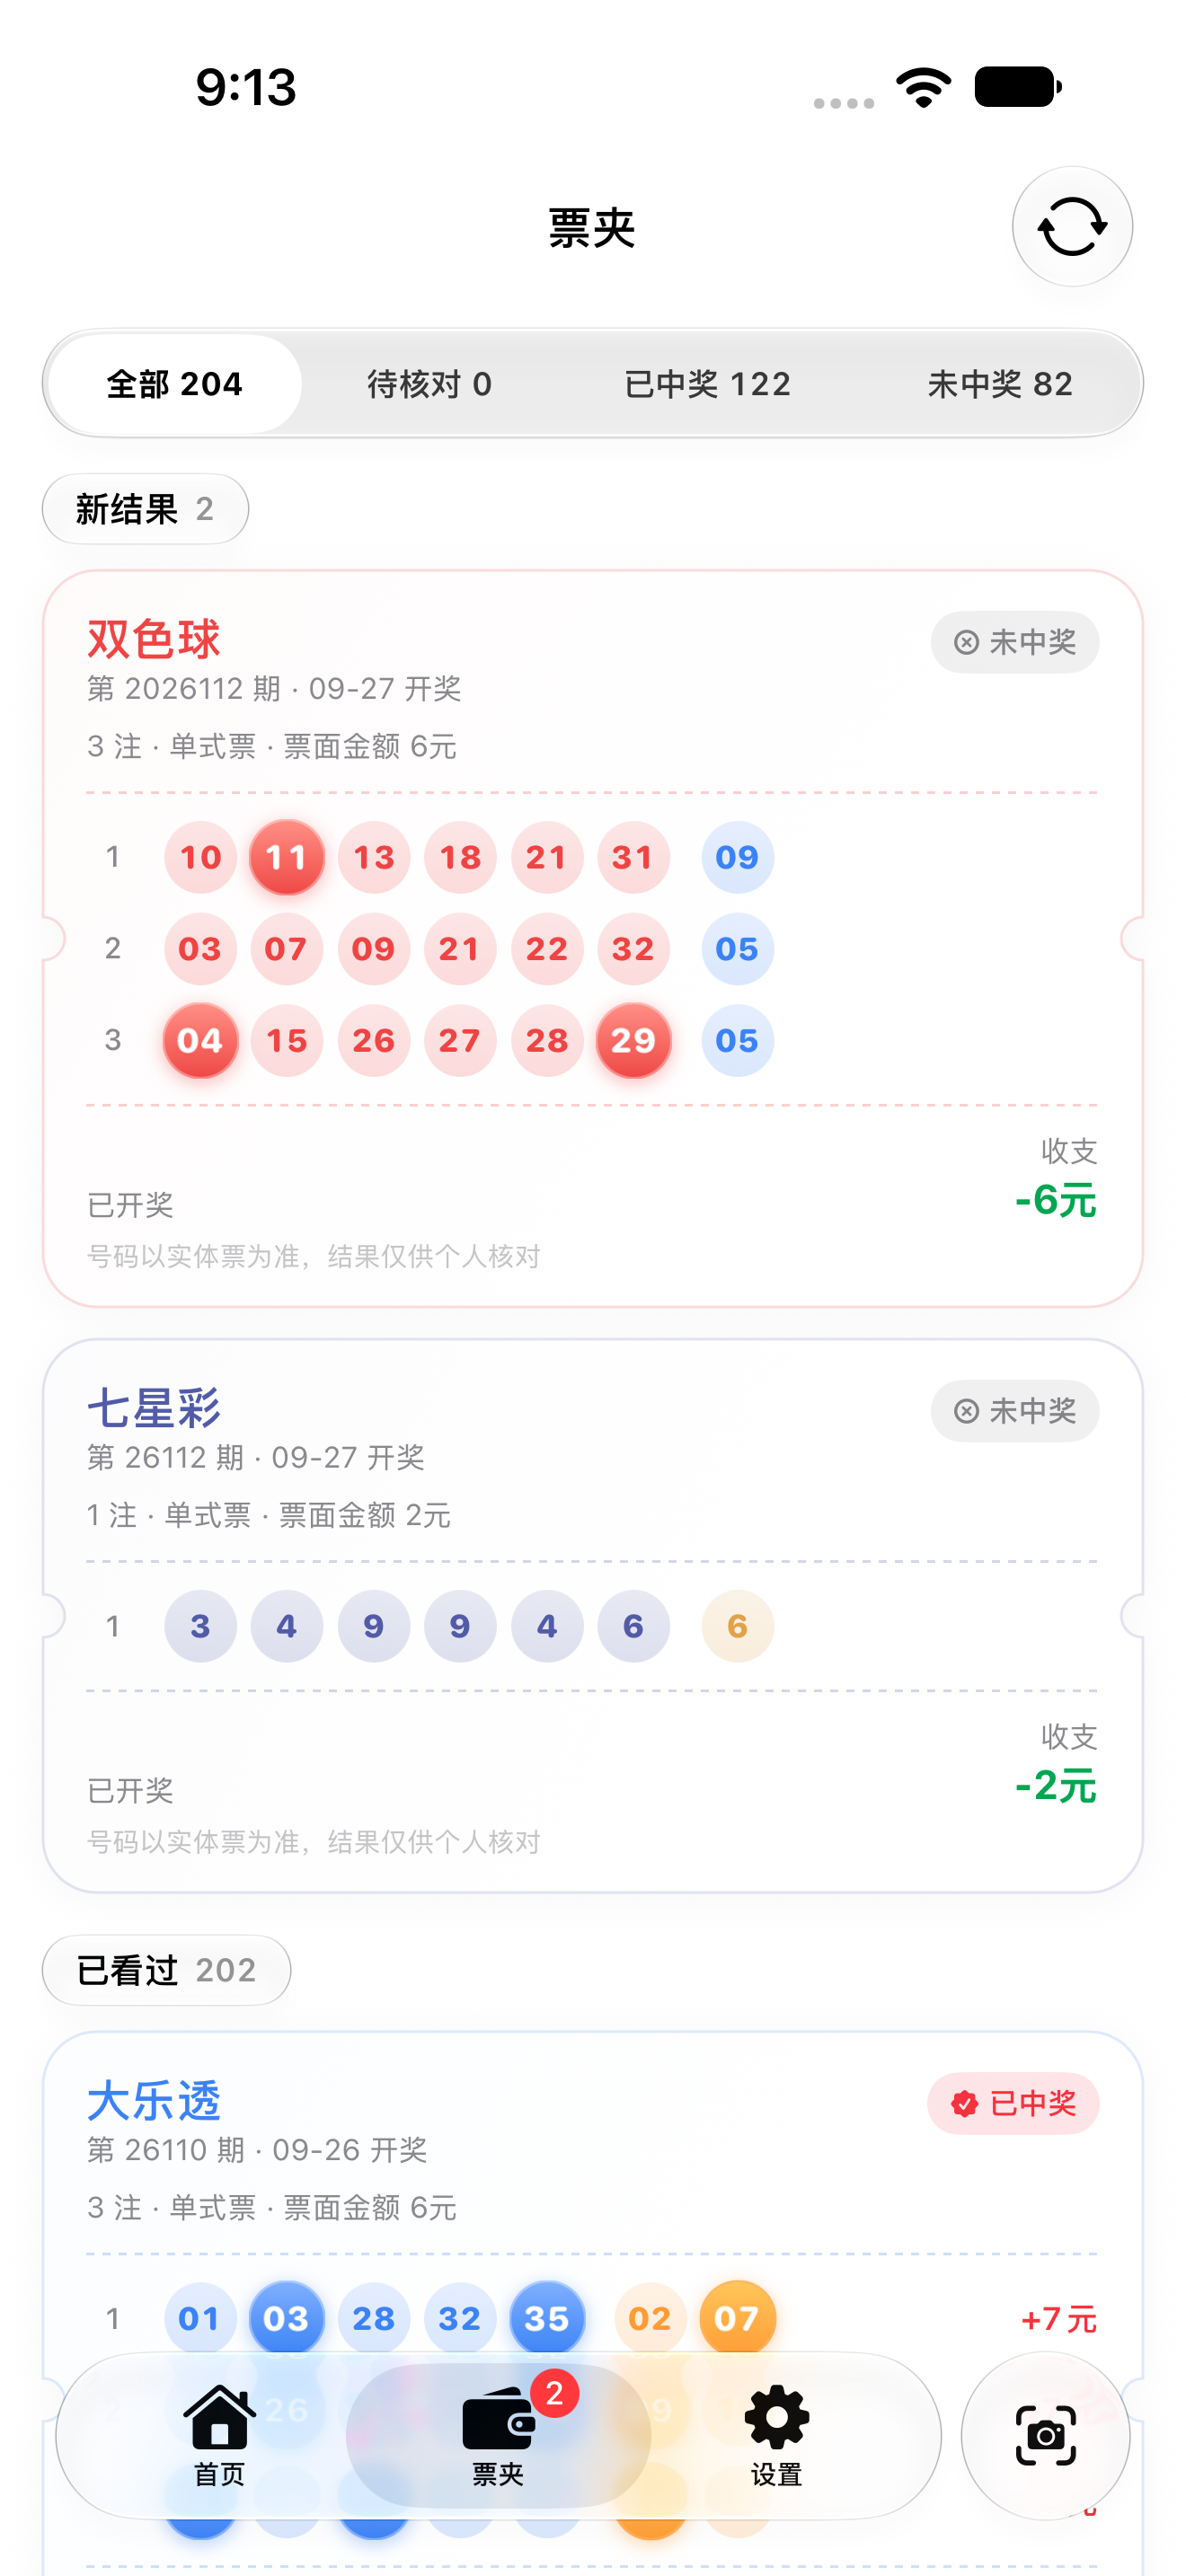 9:13
票夹
全部 204 待核对 0 已中奖 122 未中奖 82
新结果 2
双色球 未中奖
第 2026112 期 · 09-27 开奖
3 注 · 单式票 · 票面金额 6元
1 10 11 13 18 21 31 09
2 03 07 09 21 22 32 05
3 04 15 26 27 28 29 05
收支
已开奖 -6元
号码以实体票为准，结果仅供个人核对
七星彩 未中奖
第 26112 期 · 09-27 开奖
1 注 · 单式票 · 票面金额 2元
1 3 4 9 9 4 6 6
收支
已开奖 -2元
号码以实体票为准，结果仅供个人核对
已看过 202
大乐透 已中奖
第 26110 期 · 09-26 开奖
3 注 · 单式票 · 票面金额 6元
1 01 03 28 32 35 02 07 +7 元
26
2
首页 票夹 设置